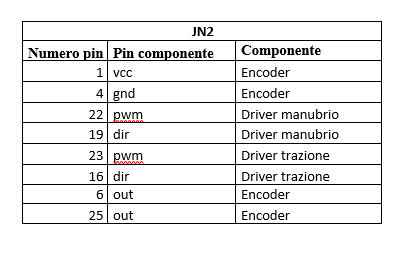 JN2
Numero pin Pin componente Componente
1 vcc Encoder
4 gnd Encoder
22 pwm Driver manubrio
19 dir Driver manubrio
23 pwm Driver trazione
16 dir Driver trazione
6 out Encoder
25 out Encoder